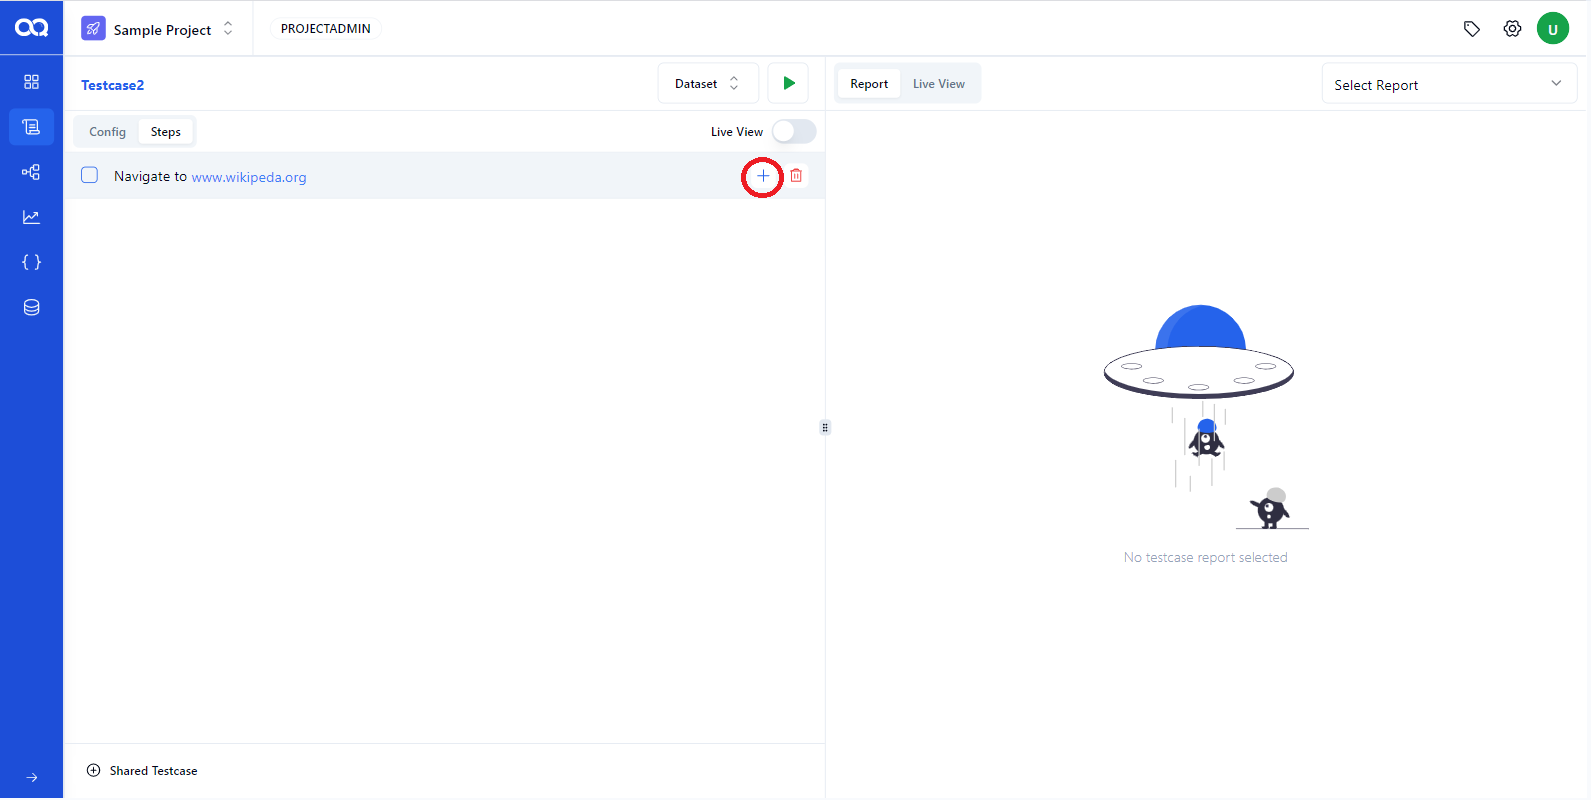 Sample Project
PROJECTADMIN
U
Testcase2
Dataset
Report
Live View
Select Report
Config
Steps
Live View
Navigate to www.wikipeda.org
No testcase report selected
Shared Testcase